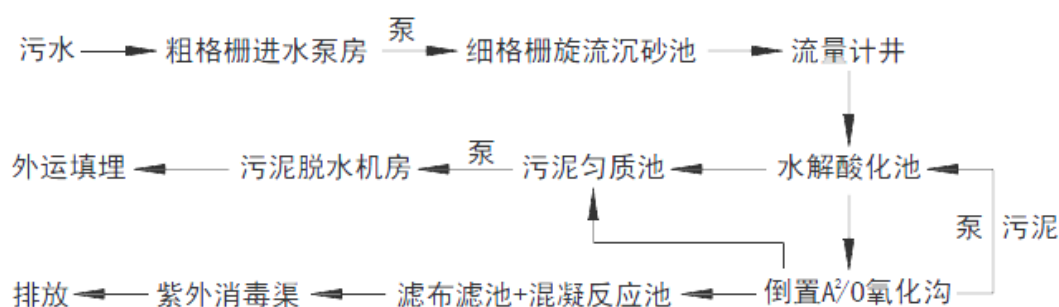 污水 粗格栅进水泵房 泵 细格栅旋流沉砂池 流量计井
外运填埋 污泥脱水机房 泵 污泥匀质池 水解酸化池
泵 污泥
排放 紫外消毒渠 滤布滤池+混凝反应池 倒置A²/O氧化沟